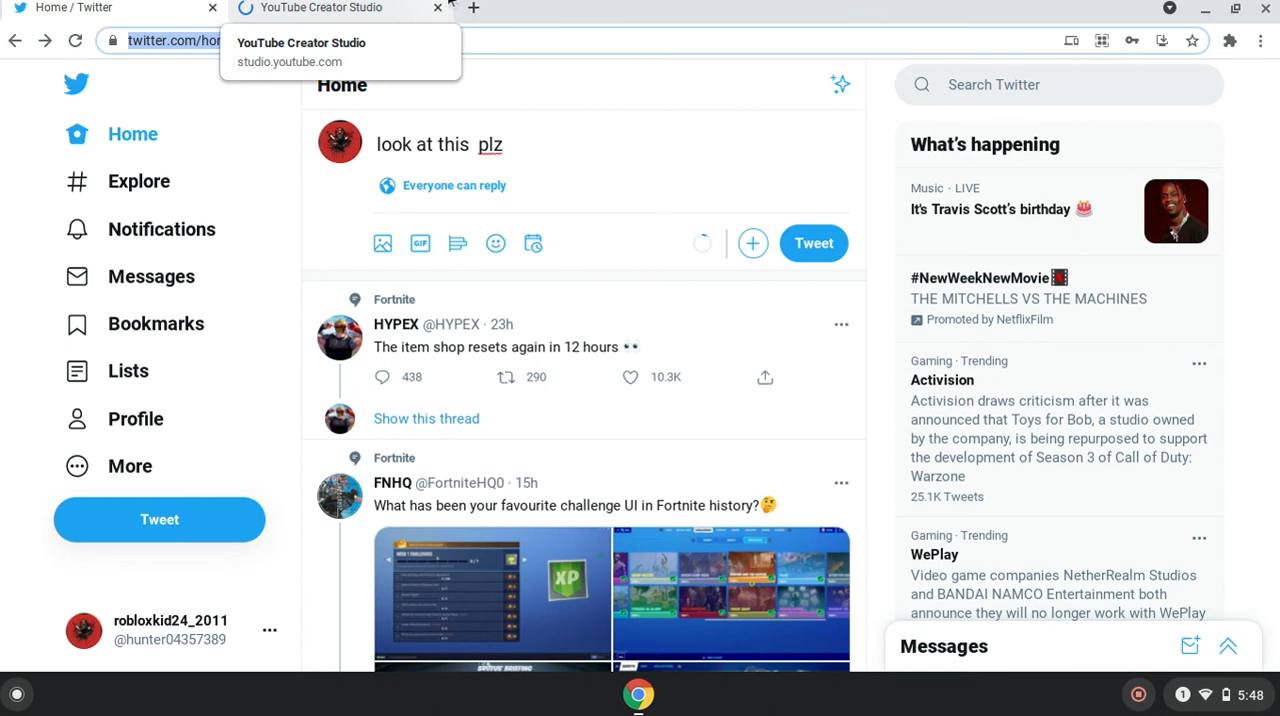 Home / Twitter
YouTube Creator Studio
twitter.com/hor
YouTube Creator Studio
studio.youtube.com
Home
Search Twitter
Home
Explore
Notifications
Messages
Bookmarks
Lists
Profile
More
Tweet
robloxkid24_2011
@hunter04357389
look at this  plz
Everyone can reply
GIF
Tweet
Fortnite
HYPEX @HYPEX · 23h
The item shop resets again in 12 hours 👀
438 290 10.3K
Show this thread
Fortnite
FNHQ @FortniteHQ0 · 15h
What has been your favourite challenge UI in Fortnite history?🤔
XP
What's happening
Music · LIVE
It's Travis Scott's birthday 🎂
#NewWeekNewMovie
THE MITCHELLS VS THE MACHINES
Promoted by NetflixFilm
Gaming · Trending
Activision
Activision draws criticism after it was
announced that Toys for Bob, a studio owned
by the company, is being repurposed to support
the development of Season 3 of Call of Duty:
Warzone
25.1K Tweets
Gaming · Trending
WePlay
Video game companies NetherRealm Studios
and BANDAI NAMCO Entertainment both
announce they will no longer work with WePlay
Messages
1
5:48